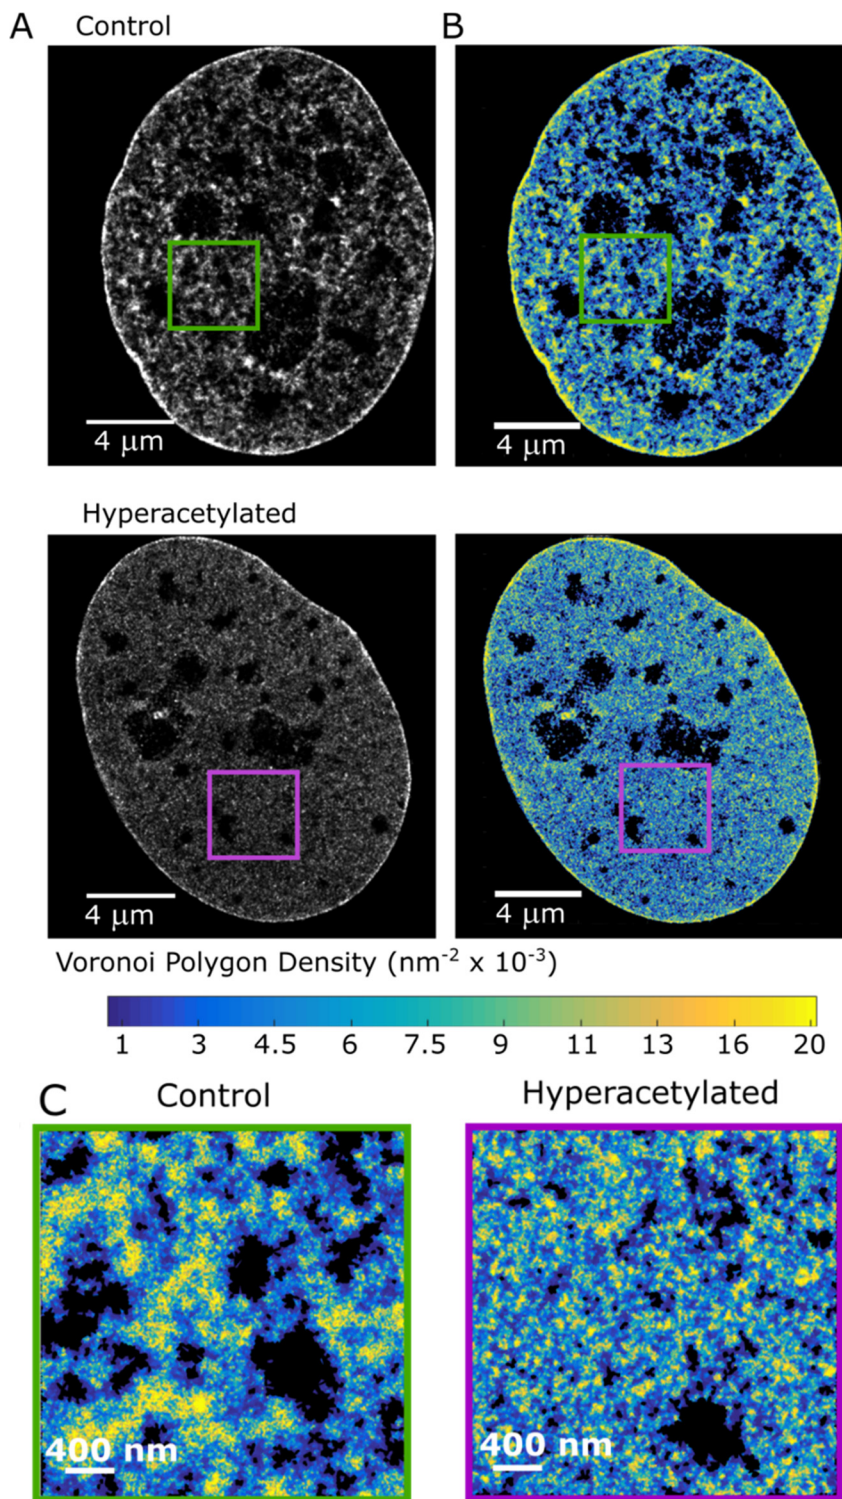 A
Control
B
4 μm
4 μm
Hyperacetylated
4 μm
4 μm
Voronoi Polygon Density (nm⁻² x 10⁻³)
1 3 4.5 6 7.5 9 11 13 16 20
C
Control
Hyperacetylated
400 nm
400 nm